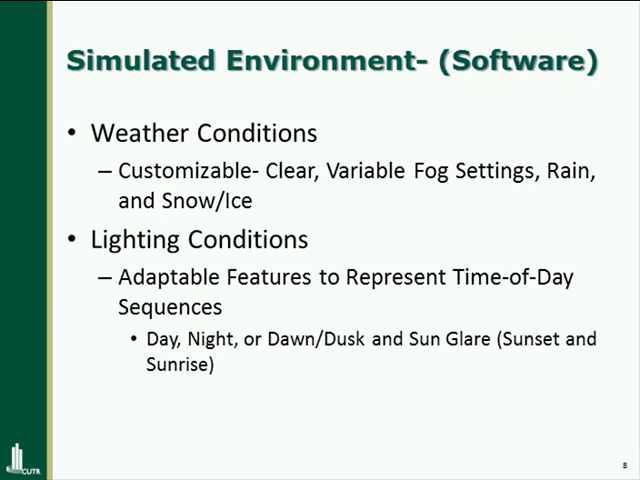 Simulated Environment- (Software)
• Weather Conditions
– Customizable- Clear, Variable Fog Settings, Rain,
and Snow/Ice
• Lighting Conditions
– Adaptable Features to Represent Time-of-Day
Sequences
• Day, Night, or Dawn/Dusk and Sun Glare (Sunset and
Sunrise)
CUTR
8